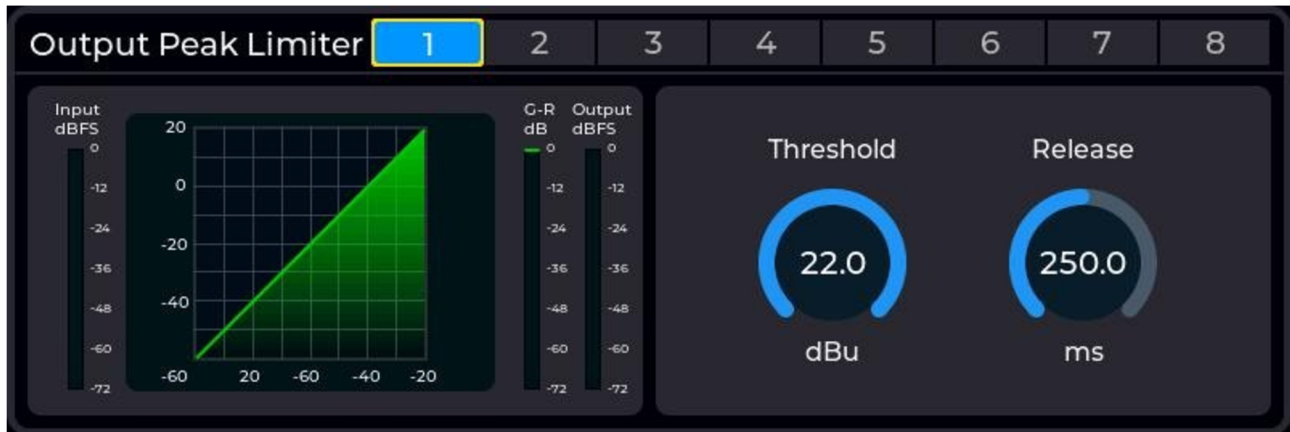 Output Peak Limiter 1 2 3 4 5 6 7 8
Input
dBFS
0
-12
-24
-36
-48
-60
-72
20
0
-20
-40
-60 20 -60 -40 -20
G-R
dB
0
-12
-24
-36
-48
-60
-72
Output
dBFS
0
-12
-24
-36
-48
-60
-72
Threshold
22.0
dBu
Release
250.0
ms